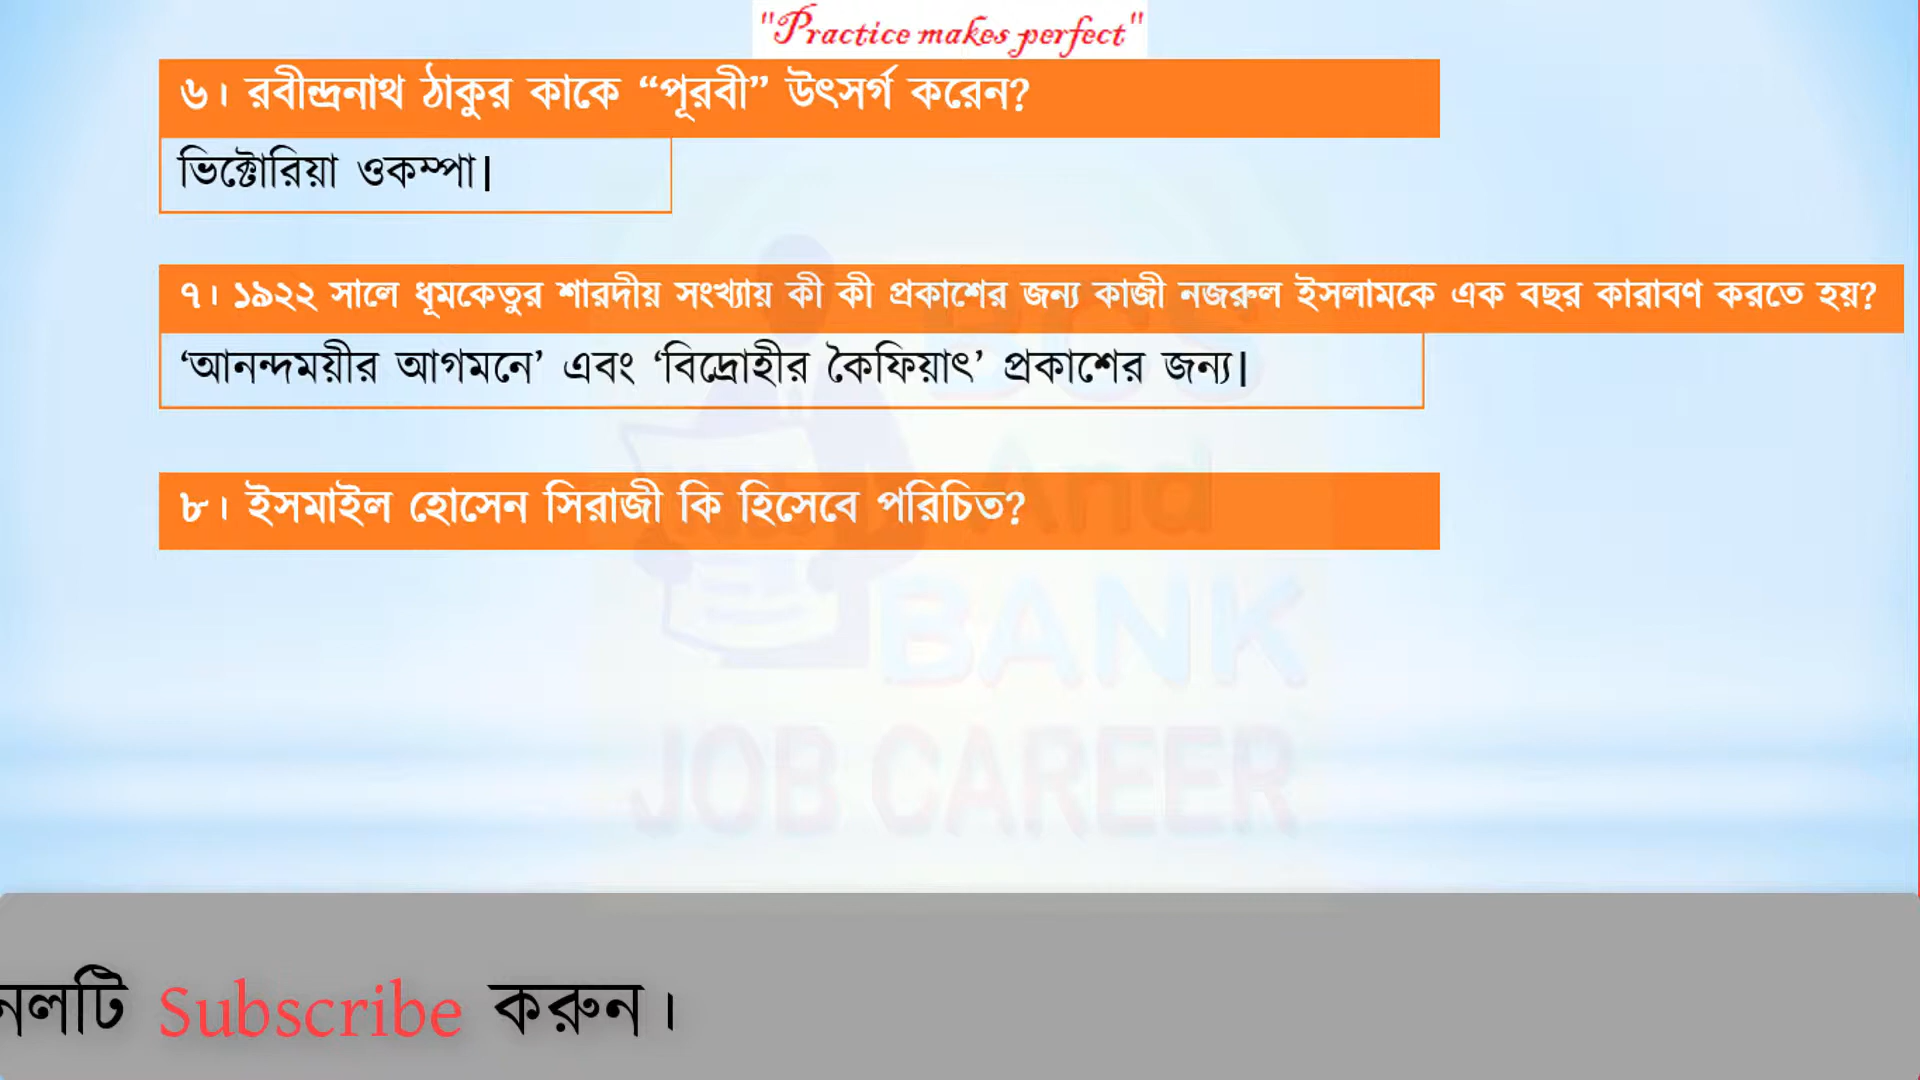 "Practice makes perfect"
৬। রবীন্দ্রনাথ ঠাকুর কাকে “পূরবী” উৎসর্গ করেন?
ভিক্টোরিয়া ওকম্পা।
৭। ১৯২২ সালে ধূমকেতুর শারদীয় সংখ্যায় কী কী প্রকাশের জন্য কাজী নজরুল ইসলামকে এক বছর কারাবণ করতে হয়?
‘আনন্দময়ীর আগমনে’ এবং ‘বিদ্রোহীর কৈফিয়াৎ’ প্রকাশের জন্য।
৮। ইসমাইল হোসেন সিরাজী কি হিসেবে পরিচিত?
BCS
And
BANK
JOB CAREER
নলটি Subscribe করুন।